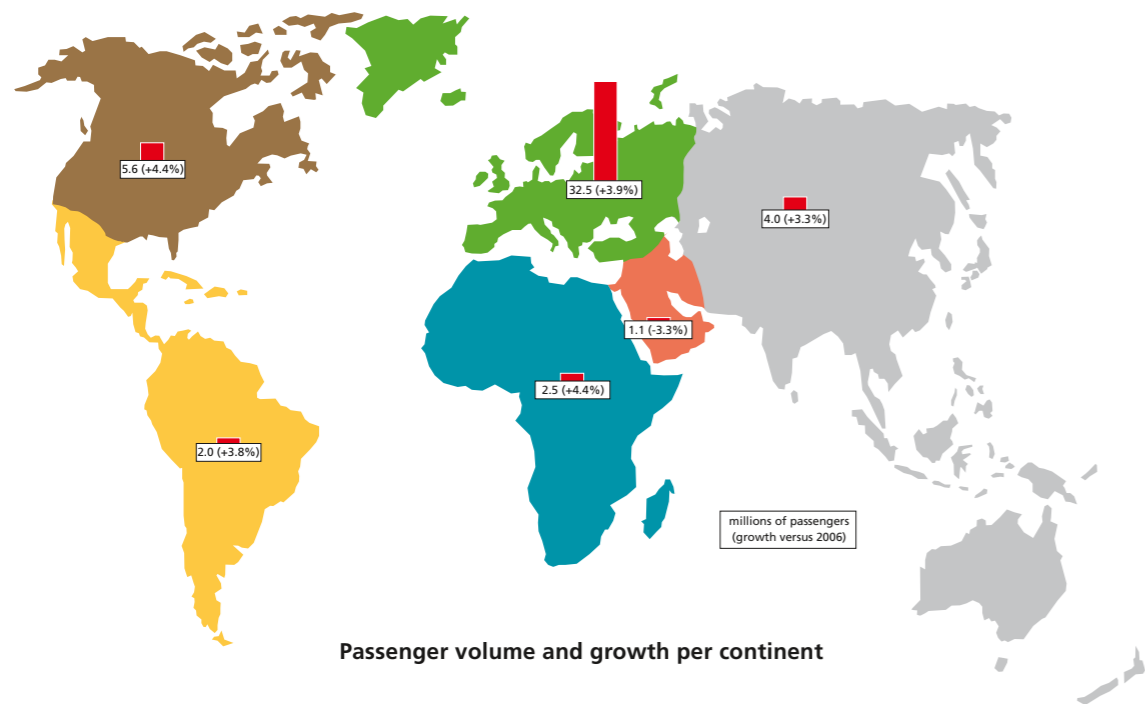 5.6 (+4.4%)
32.5 (+3.9%)
4.0 (+3.3%)
1.1 (-3.3%)
2.5 (+4.4%)
2.0 (+3.8%)
millions of passengers
(growth versus 2006)
Passenger volume and growth per continent